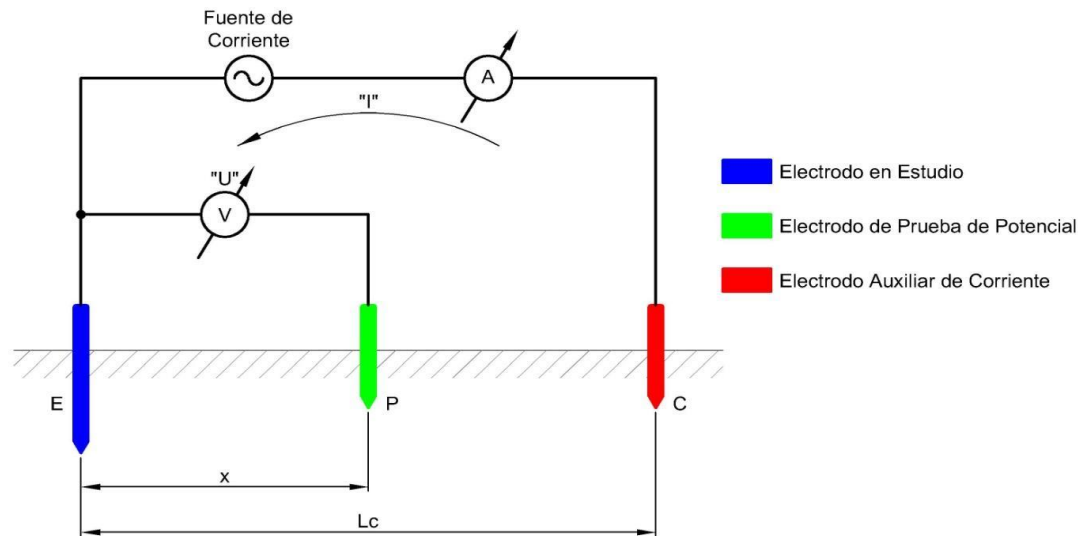 Fuente de
Corriente
A
"I"
"U"
V
Electrodo en Estudio
Electrodo de Prueba de Potencial
Electrodo Auxiliar de Corriente
E
P
C
x
Lc